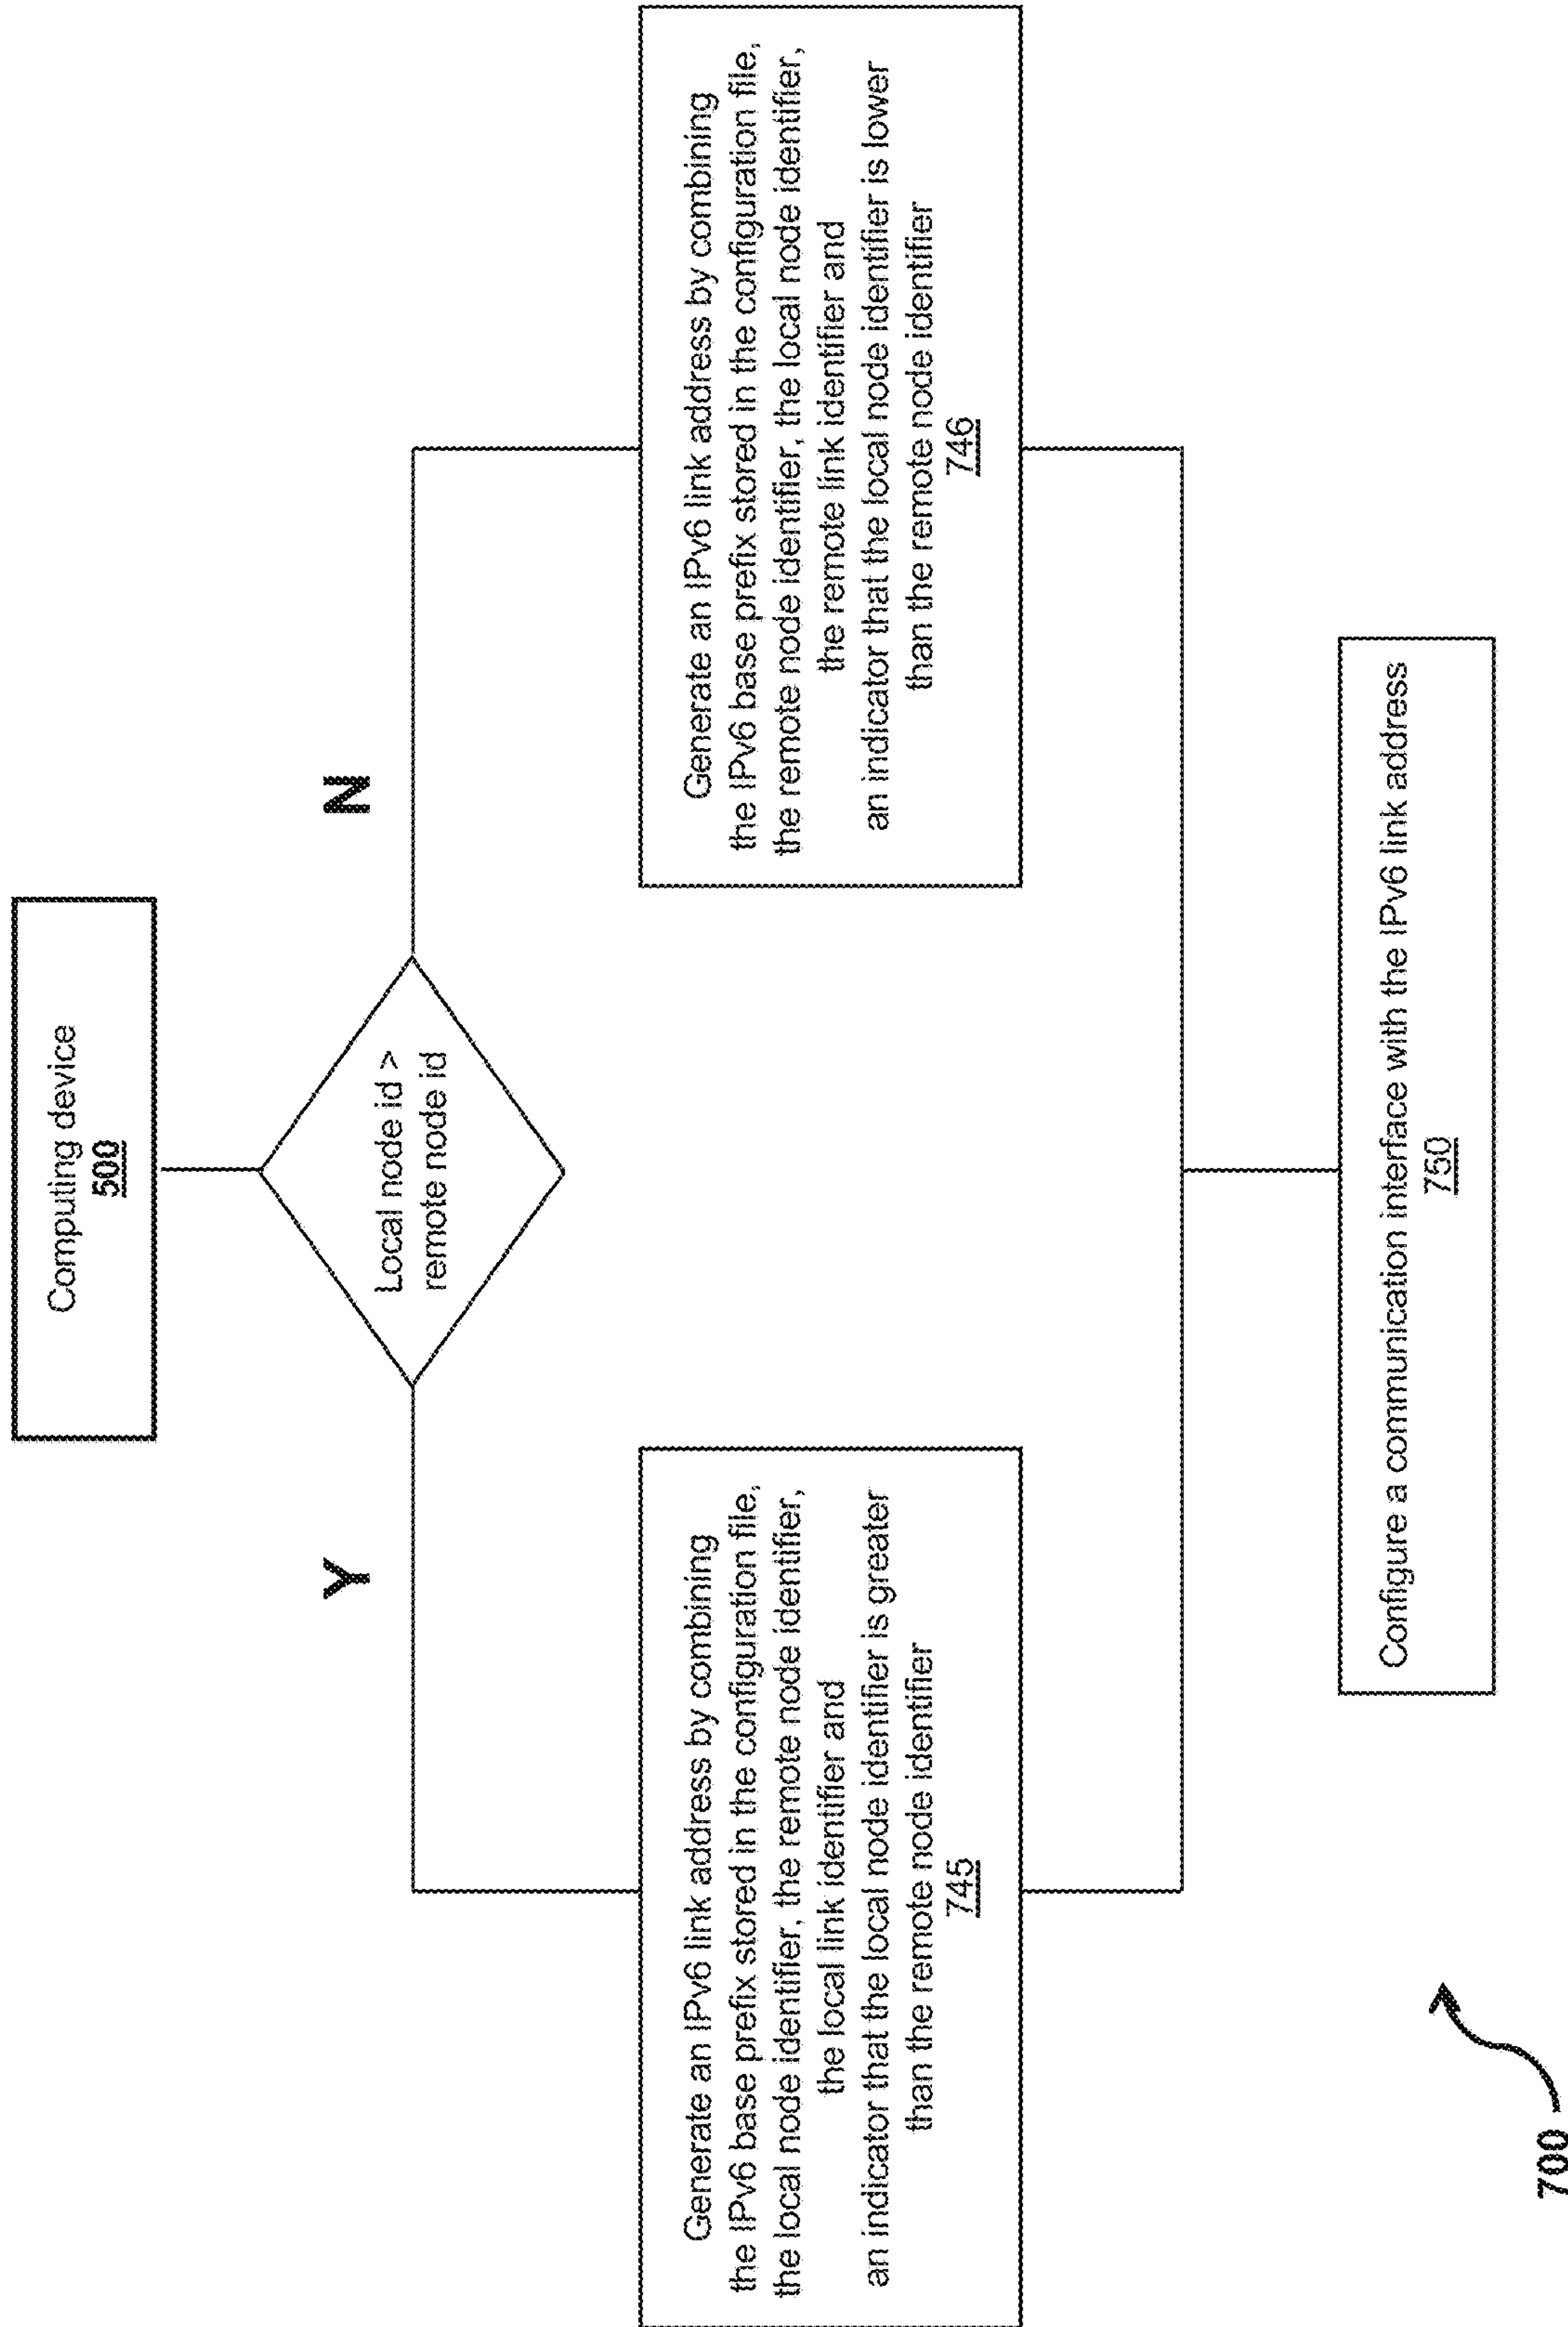 Computing device
500
Local node id >
remote node id
Y
N
Generate an IPv6 link address by combining
the IPv6 base prefix stored in the configuration file,
the local node identifier, the remote node identifier,
the local link identifier and
an indicator that the local node identifier is greater
than the remote node identifier
745
Generate an IPv6 link address by combining
the IPv6 base prefix stored in the configuration file,
the remote node identifier, the local node identifier,
the remote link identifier and
an indicator that the local node identifier is lower
than the remote node identifier
746
Configure a communication interface with the IPv6 link address
750
700